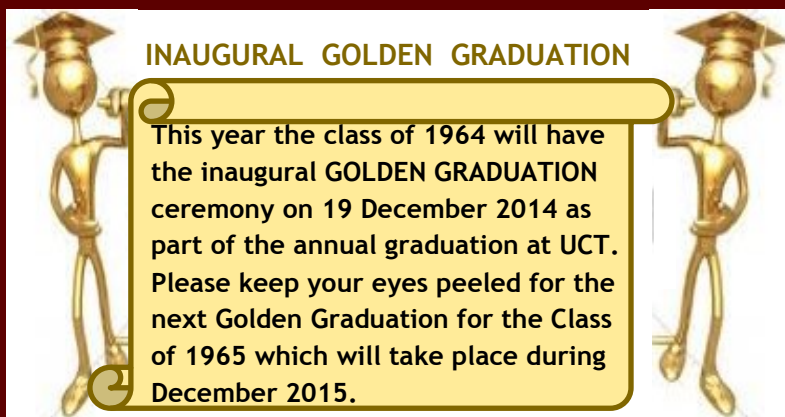 INAUGURAL GOLDEN GRADUATION
This year the class of 1964 will have
the inaugural GOLDEN GRADUATION
ceremony on 19 December 2014 as
part of the annual graduation at UCT.
Please keep your eyes peeled for the
next Golden Graduation for the Class
of 1965 which will take place during
December 2015.